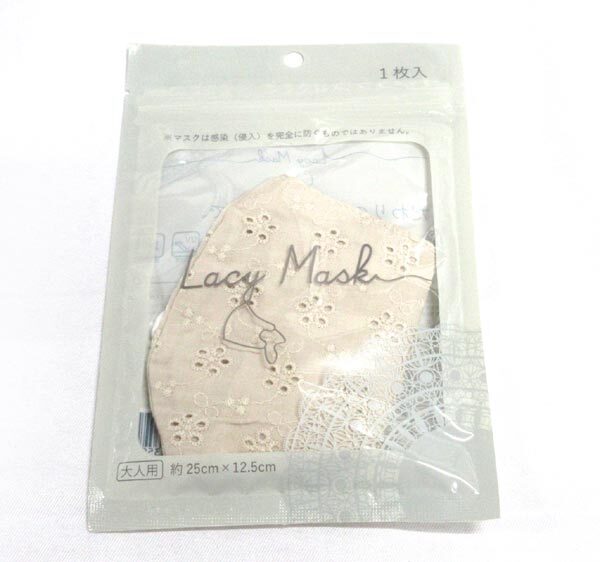 1枚入
※マスクは感染（侵入）を完全に防ぐものではありません。
Lacy Mask
Lacy Mask
大人用 約25cm×12.5cm